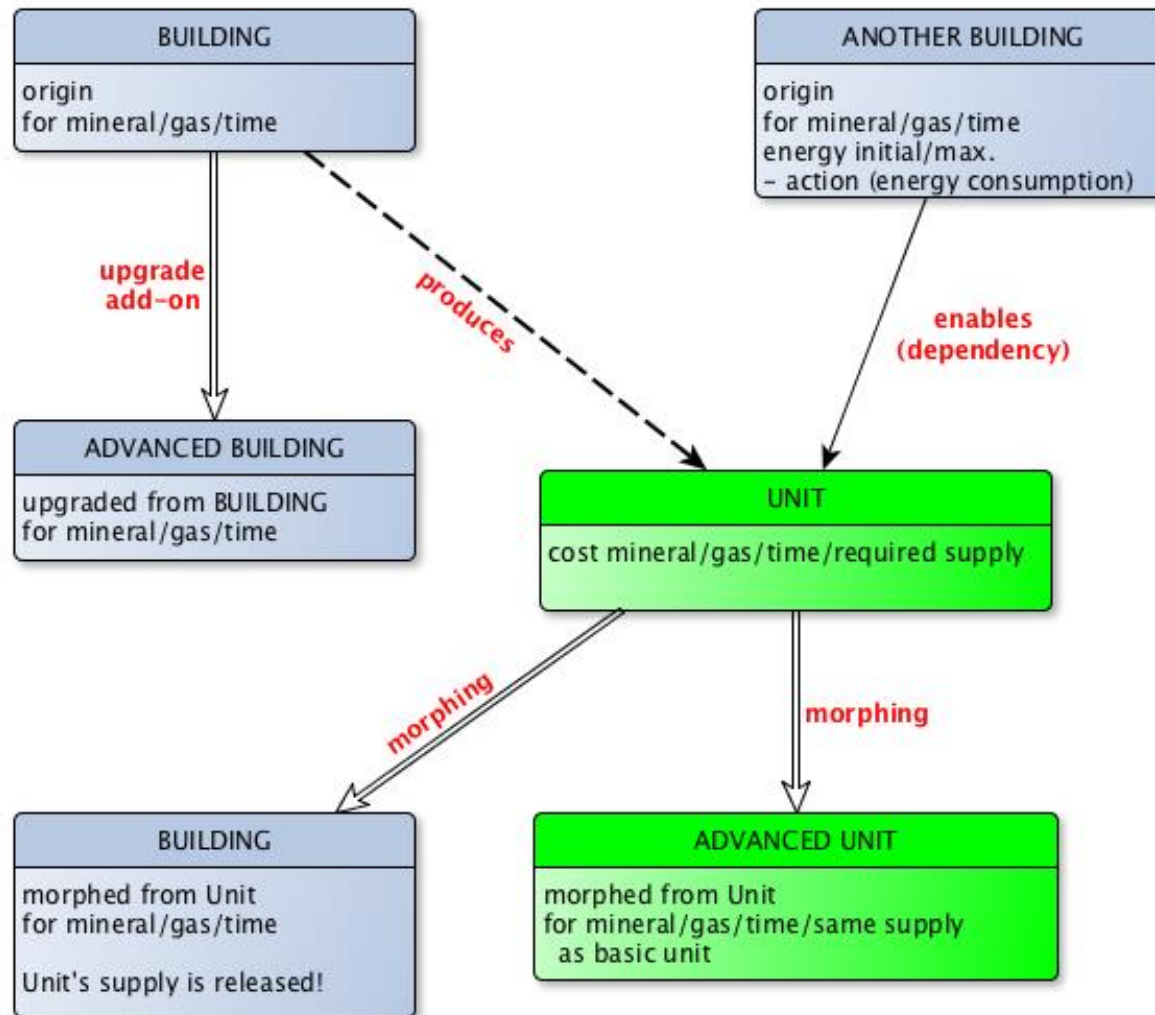 BUILDING
origin
for mineral/gas/time
ANOTHER BUILDING
origin
for mineral/gas/time
energy initial/max.
- action (energy consumption)
upgrade
add-on
produces
enables
(dependency)
ADVANCED BUILDING
upgraded from BUILDING
for mineral/gas/time
UNIT
cost mineral/gas/time/required supply
morphing
morphing
BUILDING
morphed from Unit
for mineral/gas/time
Unit's supply is released!
ADVANCED UNIT
morphed from Unit
for mineral/gas/time/same supply
as basic unit